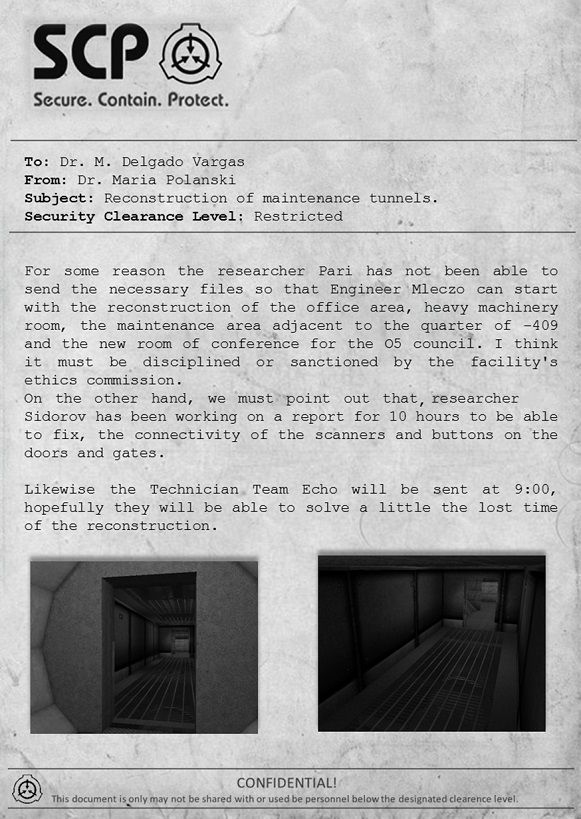 SCP
Secure. Contain. Protect.
To: Dr. M. Delgado Vargas
From: Dr. Maria Polanski
Subject: Reconstruction of maintenance tunnels.
Security Clearance Level: Restricted
For some reason the researcher Pari has not been able to
send the necessary files so that Engineer Mleczo can start
with the reconstruction of the office area, heavy machinery
room, the maintenance area adjacent to the quarter of -409
and the new room of conference for the O5 council. I think
it must be disciplined or sanctioned by the facility's
ethics commission.
On the other hand, we must point out that, researcher
Sidorov has been working on a report for 10 hours to be able
to fix, the connectivity of the scanners and buttons on the
doors and gates.
Likewise the Technician Team Echo will be sent at 9:00,
hopefully they will be able to solve a little the lost time
of the reconstruction.
CONFIDENTIAL!
This document is only may not be shared with or used be personnel below the designated clearence level.